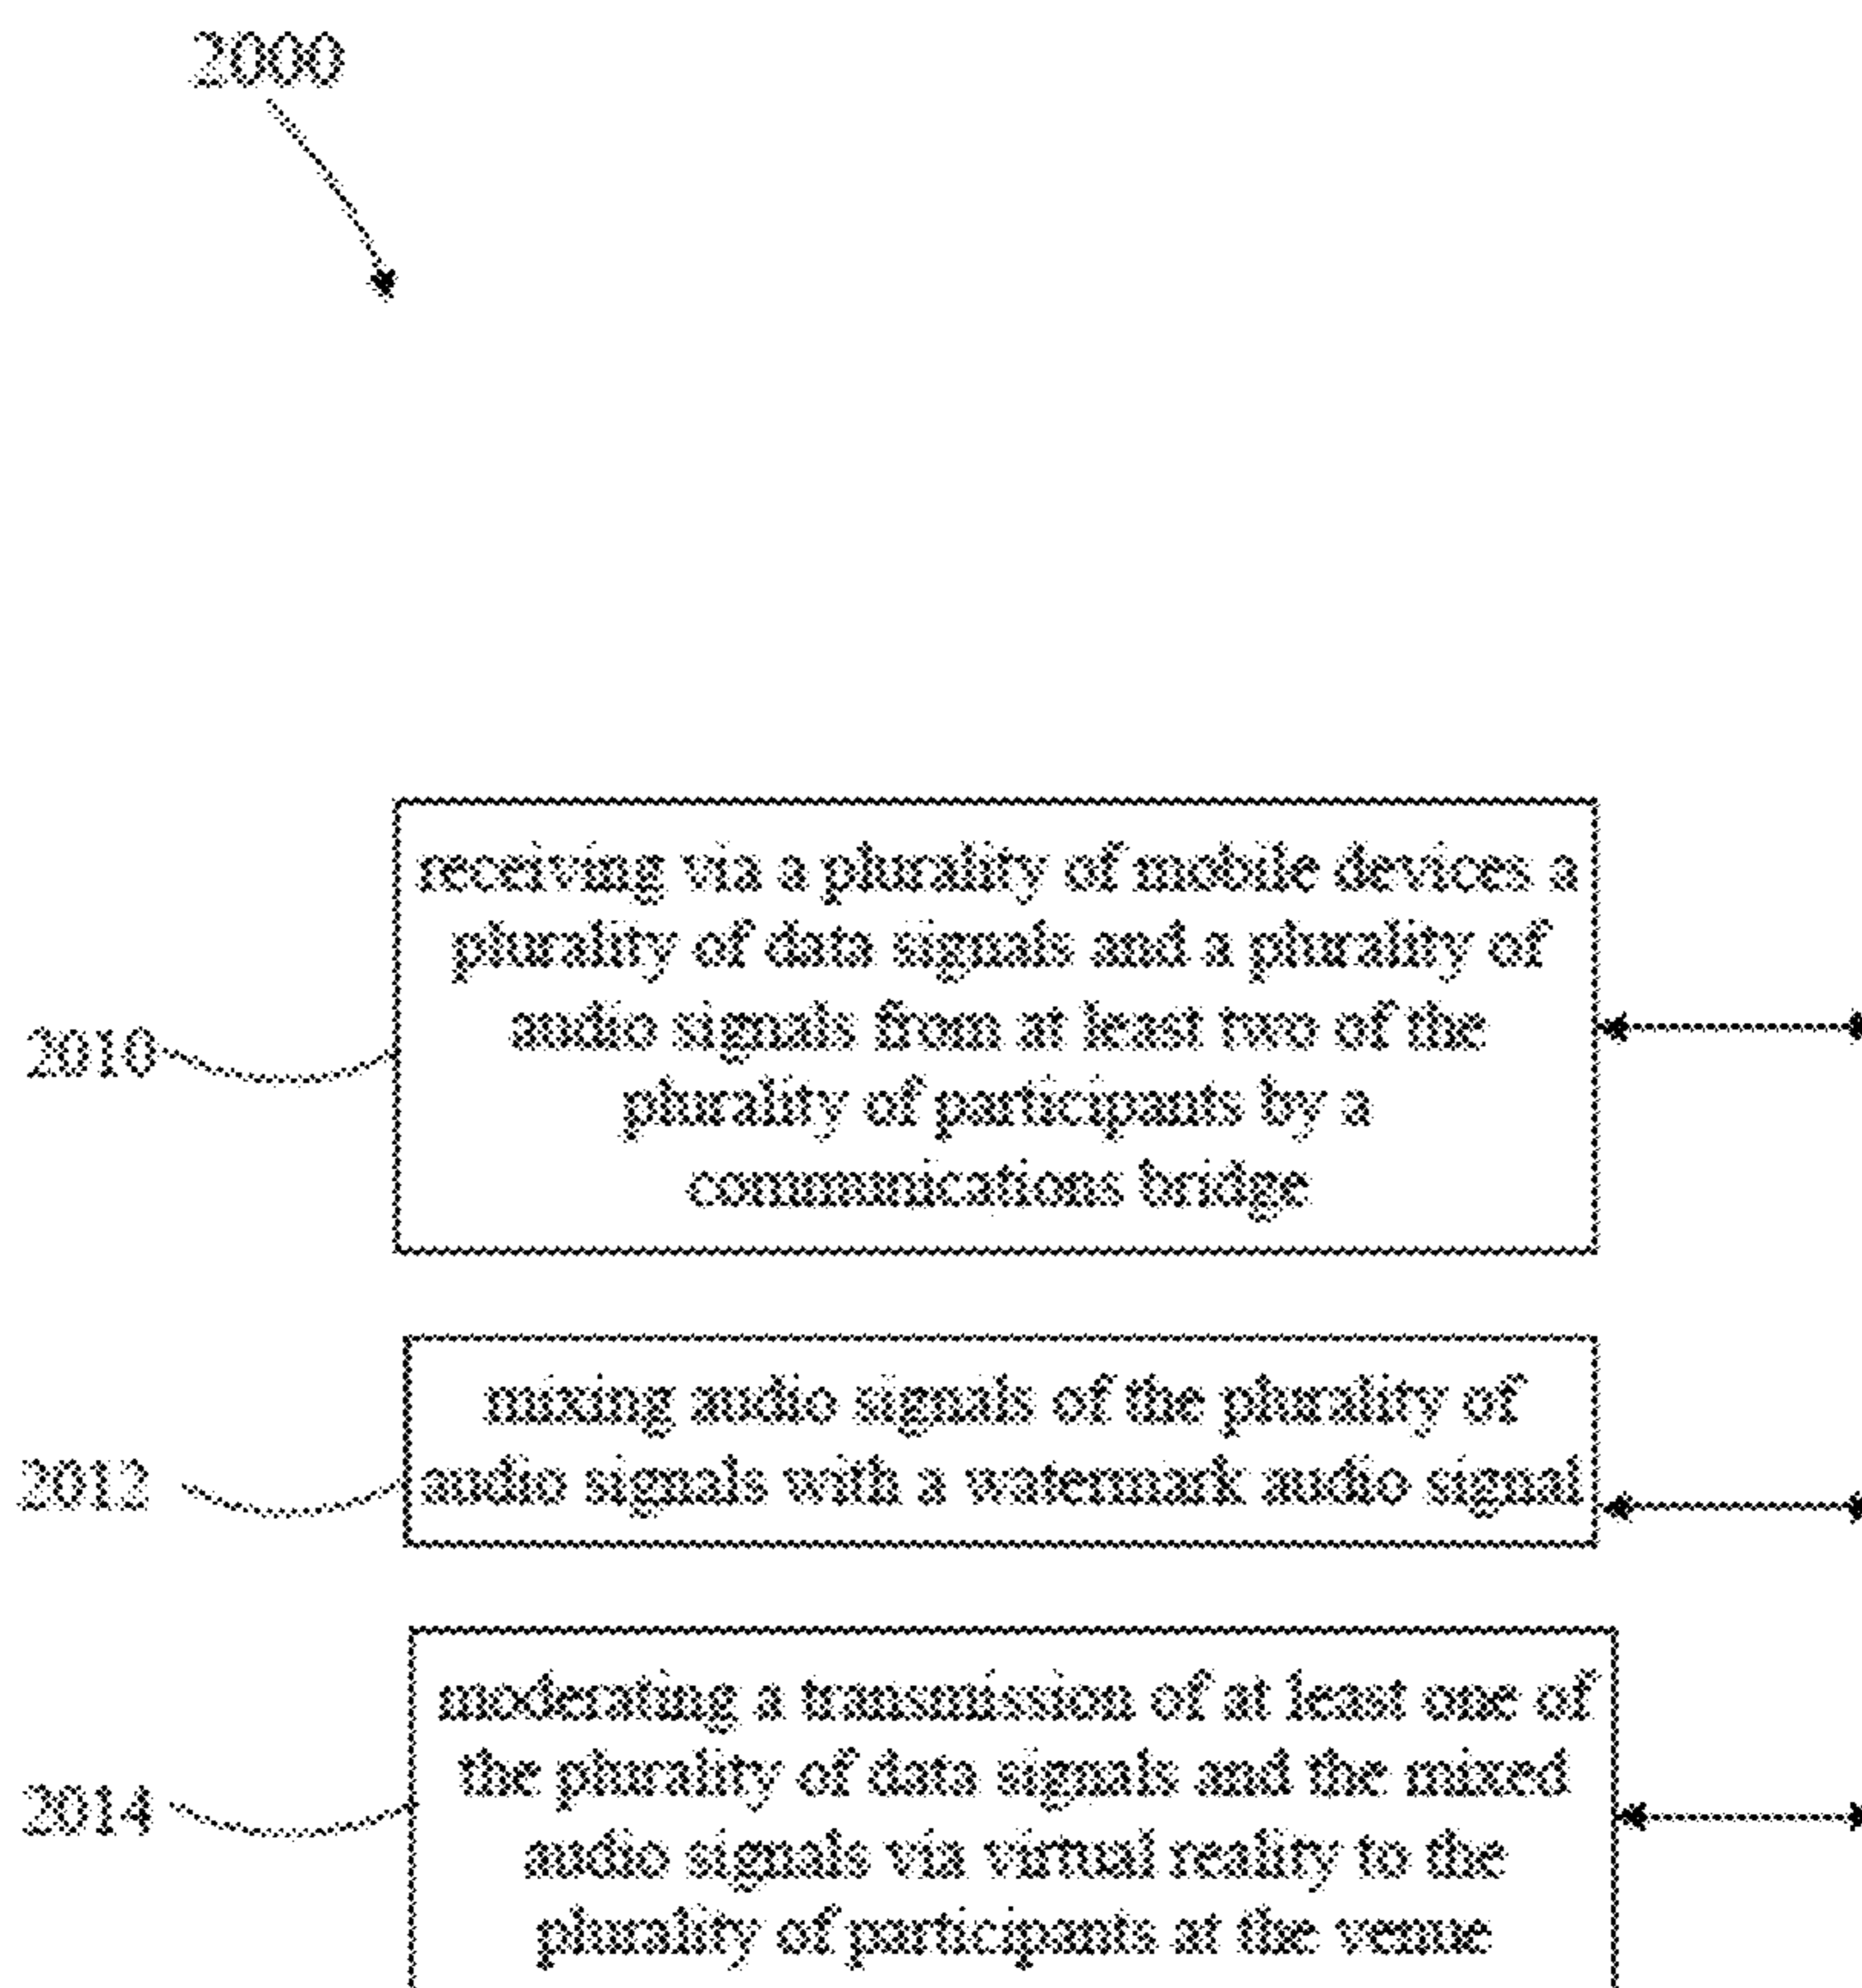 2000
receiving via a plurality of mobile devices a
plurality of data signals and a plurality of
audio signals from at least two of the
plurality of participants by a
communications bridge
2010
mixing audio signals of the plurality of
audio signals with a watermark audio signal
2012
moderating a transmission of at least one of
the plurality of data signals and the mixed
audio signals via virtual reality to the
plurality of participants at the venue
2014